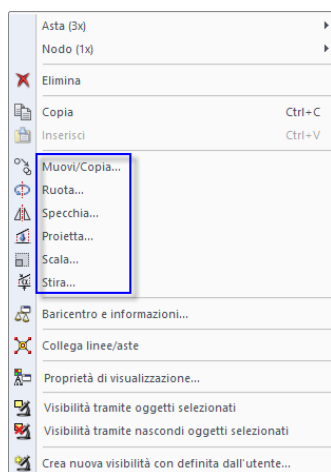 Asta (3x)
Nodo (1x)
Elimina
Copia Ctrl+C
Inserisci Ctrl+V
Muovi/Copia...
Ruota...
Specchia...
Proietta...
Scala...
Stira...
Baricentro e informazioni...
Collega linee/aste
Proprietà di visualizzazione...
Visibilità tramite oggetti selezionati
Visibilità tramite nascondi oggetti selezionati
Crea nuova visibilità con definita dall'utente...